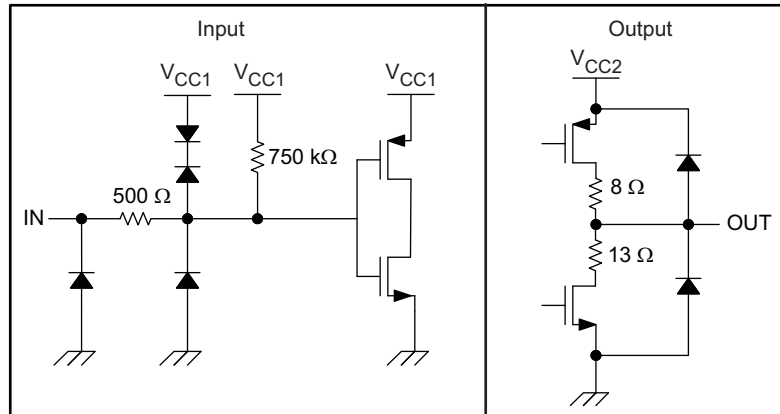 Input
VCC1
VCC1
VCC1
750 kΩ
500 Ω
IN
Output
VCC2
8 Ω
OUT
13 Ω